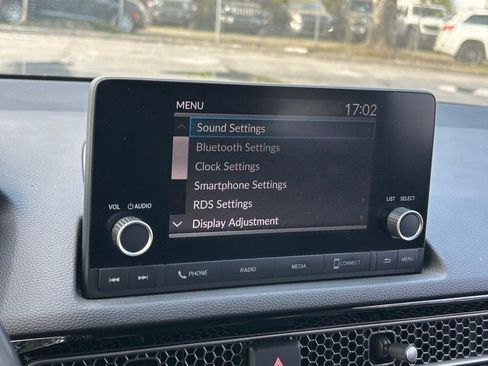 MENU 17:02
Sound Settings
Bluetooth Settings
Clock Settings
Smartphone Settings
RDS Settings
Display Adjustment
VOL AUDIO
LIST SELECT
PHONE RADIO MEDIA CONNECT MENU